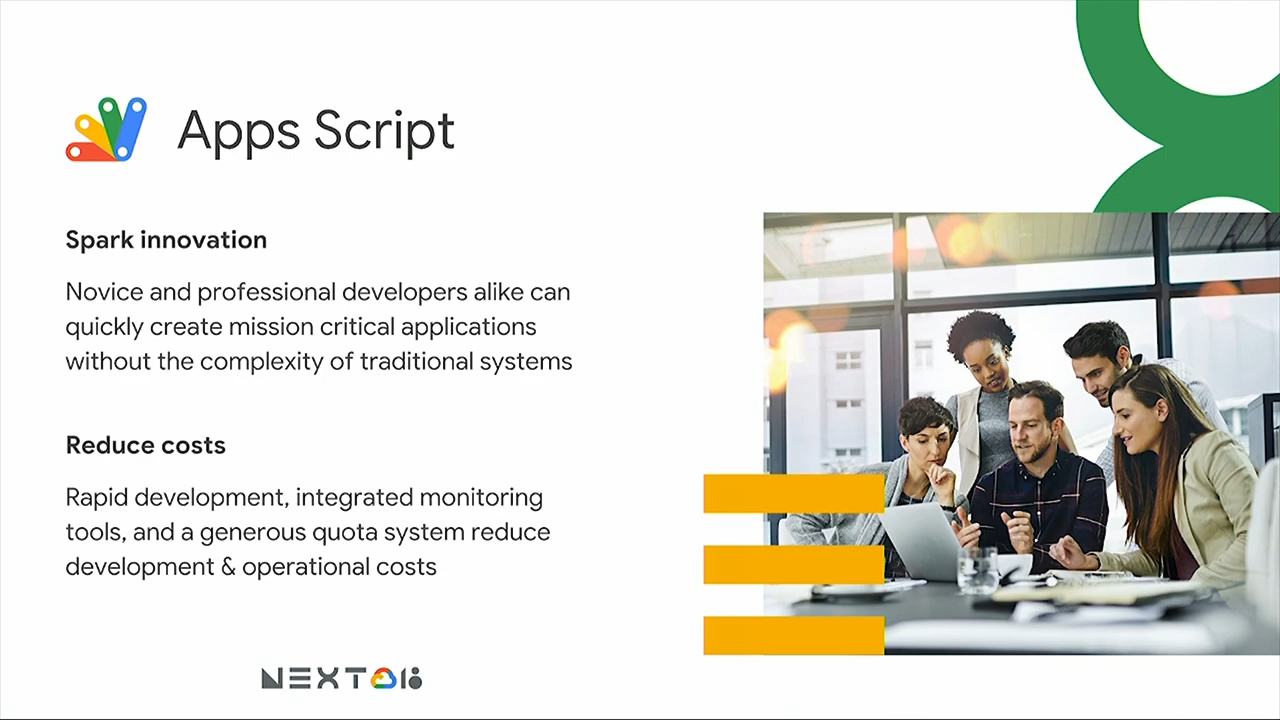 Apps Script
Spark innovation
Novice and professional developers alike can
quickly create mission critical applications
without the complexity of traditional systems
Reduce costs
Rapid development, integrated monitoring
tools, and a generous quota system reduce
development & operational costs
NEXT 18